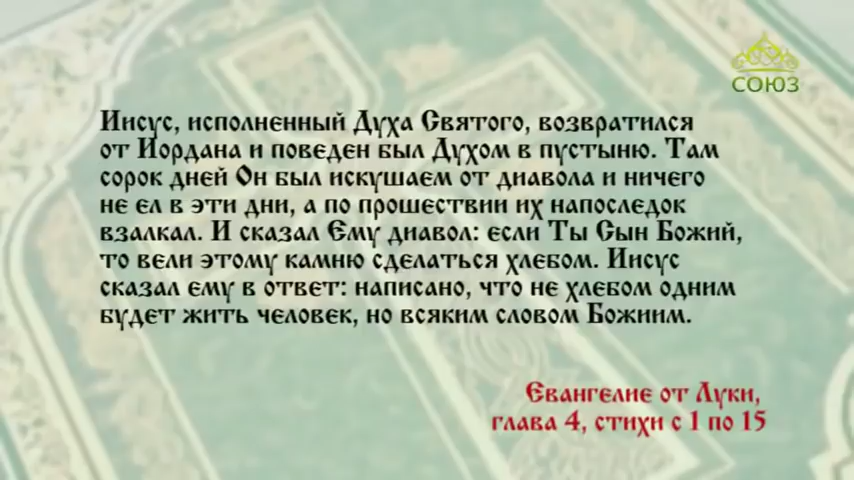 СОЮЗ
Иисус, исполненный Духа Святого, возвратился
от Иордана и поведен был Духом в пустыню. Там
сорок дней Он был искушаем от диавола и ничего
не ел в эти дни, а по прошествии их напоследок
взалкал. И сказал Ему диавол: если Ты Сын Божий,
то вели этому камню сделаться хлебом. Иисус
сказал ему в ответ: написано, что не хлебом одним
будет жить человек, но всяким словом Божиим.
Евангелие от Луки,
глава 4, стихи с 1 по 15